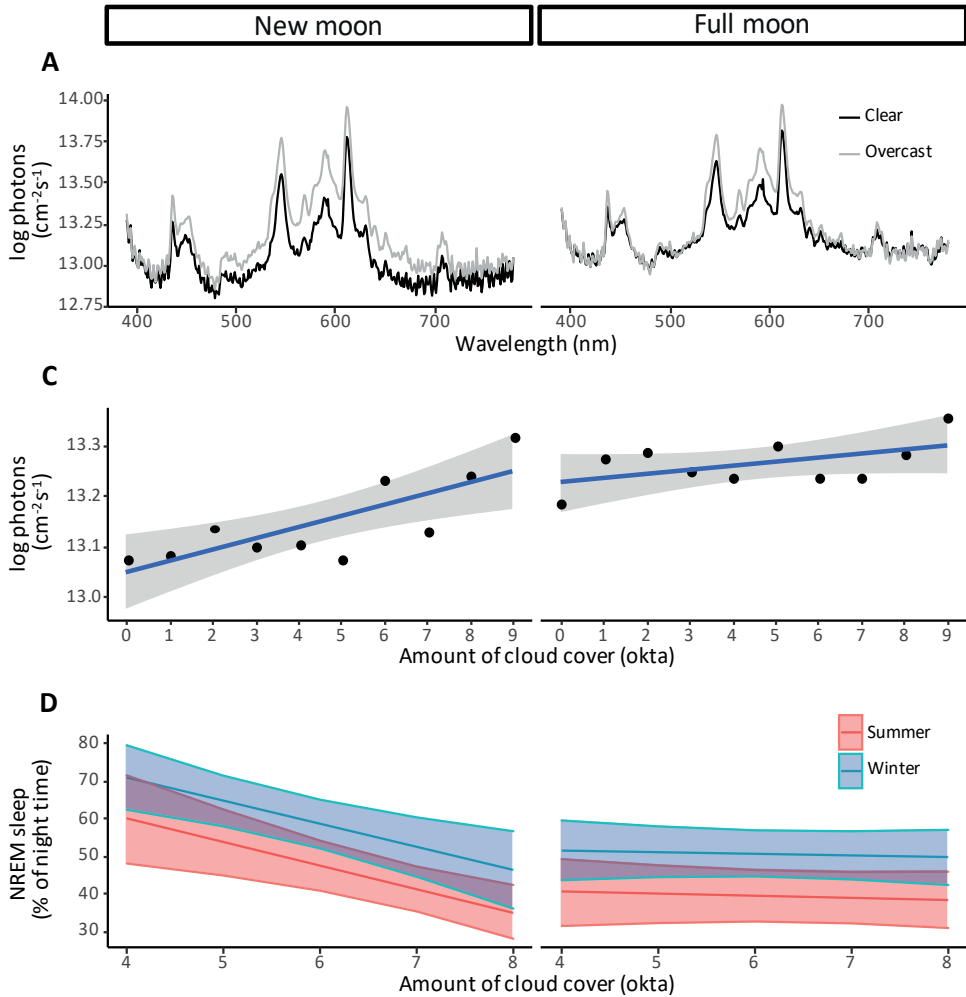 New moon
Full moon
A
14.00
13.75
13.50
13.25
13.00
12.75
log photons
(cm-2s-1)
Clear
Overcast
400 500 600 700
400 500 600 700
Wavelength (nm)
C
13.3
13.2
13.1
13.0
log photons
(cm-2s-1)
0 1 2 3 4 5 6 7 8 9
0 1 2 3 4 5 6 7 8 9
Amount of cloud cover (okta)
D
80
70
60
50
40
30
NREM sleep
(% of night time)
Summer
Winter
4 5 6 7 8
4 5 6 7 8
Amount of cloud cover (okta)